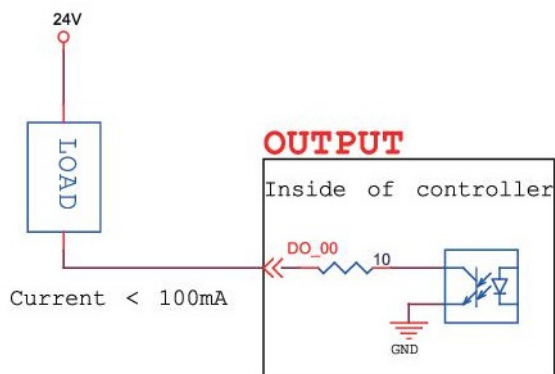 24V
LOAD
OUTPUT
Inside of controller
DO_00
10
Current < 100mA
GND